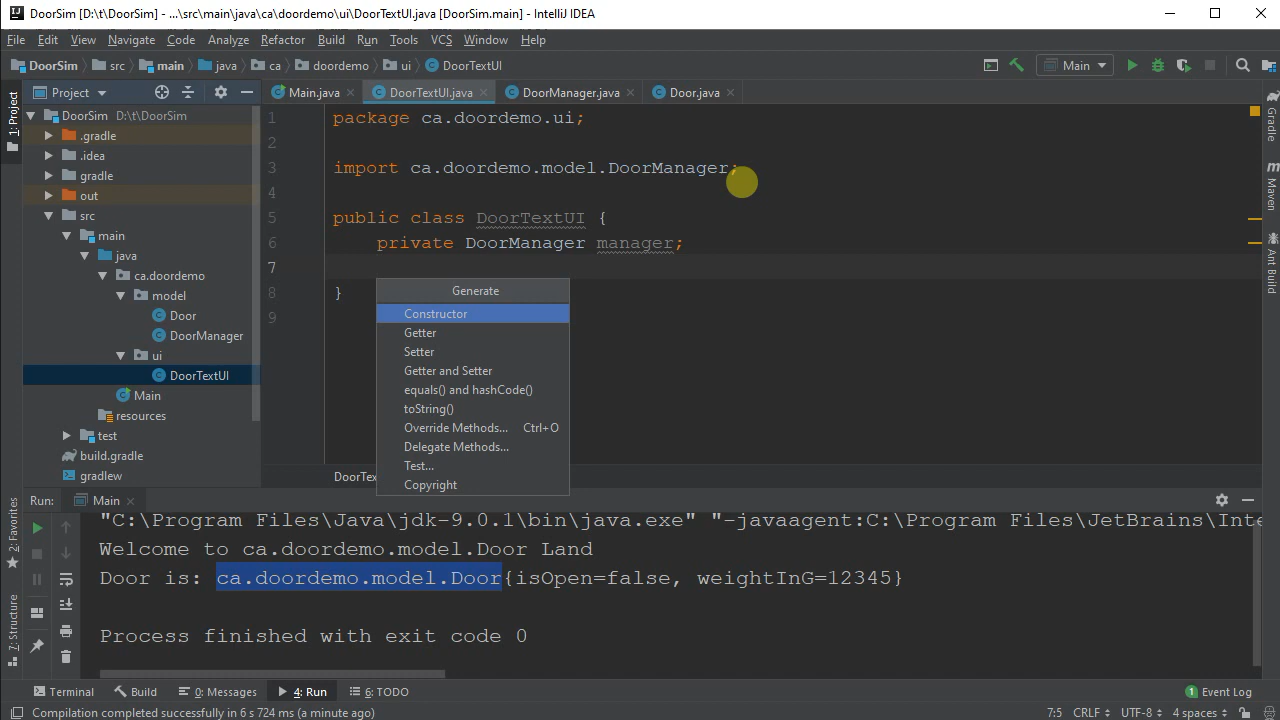 DoorSim [D:\t\DoorSim] - ...\src\main\java\ca\doordemo\ui\DoorTextUI.java [DoorSim.main] - IntelliJ IDEA
File Edit View Navigate Code Analyze Refactor Build Run Tools VCS Window Help
DoorSim src main java ca doordemo ui DoorTextUI Main
Project Main.java DoorTextUI.java DoorManager.java Door.java
1: Project
DoorSim D:\t\DoorSim
.gradle
.idea
gradle
out
src
main
java
ca.doordemo
model
Door
DoorManager
ui
DoorTextUI
Main
resources
test
build.gradle
gradlew
1 package ca.doordemo.ui;
2
3 import ca.doordemo.model.DoorManager;
4
5 public class DoorTextUI {
6 private DoorManager manager;
7
8 }
9
Generate
Constructor
Getter
Setter
Getter and Setter
equals() and hashCode()
toString()
Override Methods... Ctrl+O
Delegate Methods...
Test...
Copyright
DoorTex
Gradle
Maven
Ant Build
2: Favorites
7: Structure
Run: Main
"C:\Program Files\Java\jdk-9.0.1\bin\java.exe" "-javaagent:C:\Program Files\JetBrains\Inte
Welcome to ca.doordemo.model.Door Land
Door is: ca.doordemo.model.Door{isOpen=false, weightInG=12345}
Process finished with exit code 0
Terminal Build 0: Messages 4: Run 6: TODO 1 Event Log
Compilation completed successfully in 6 s 724 ms (a minute ago) 7:5 CRLF UTF-8 4 spaces